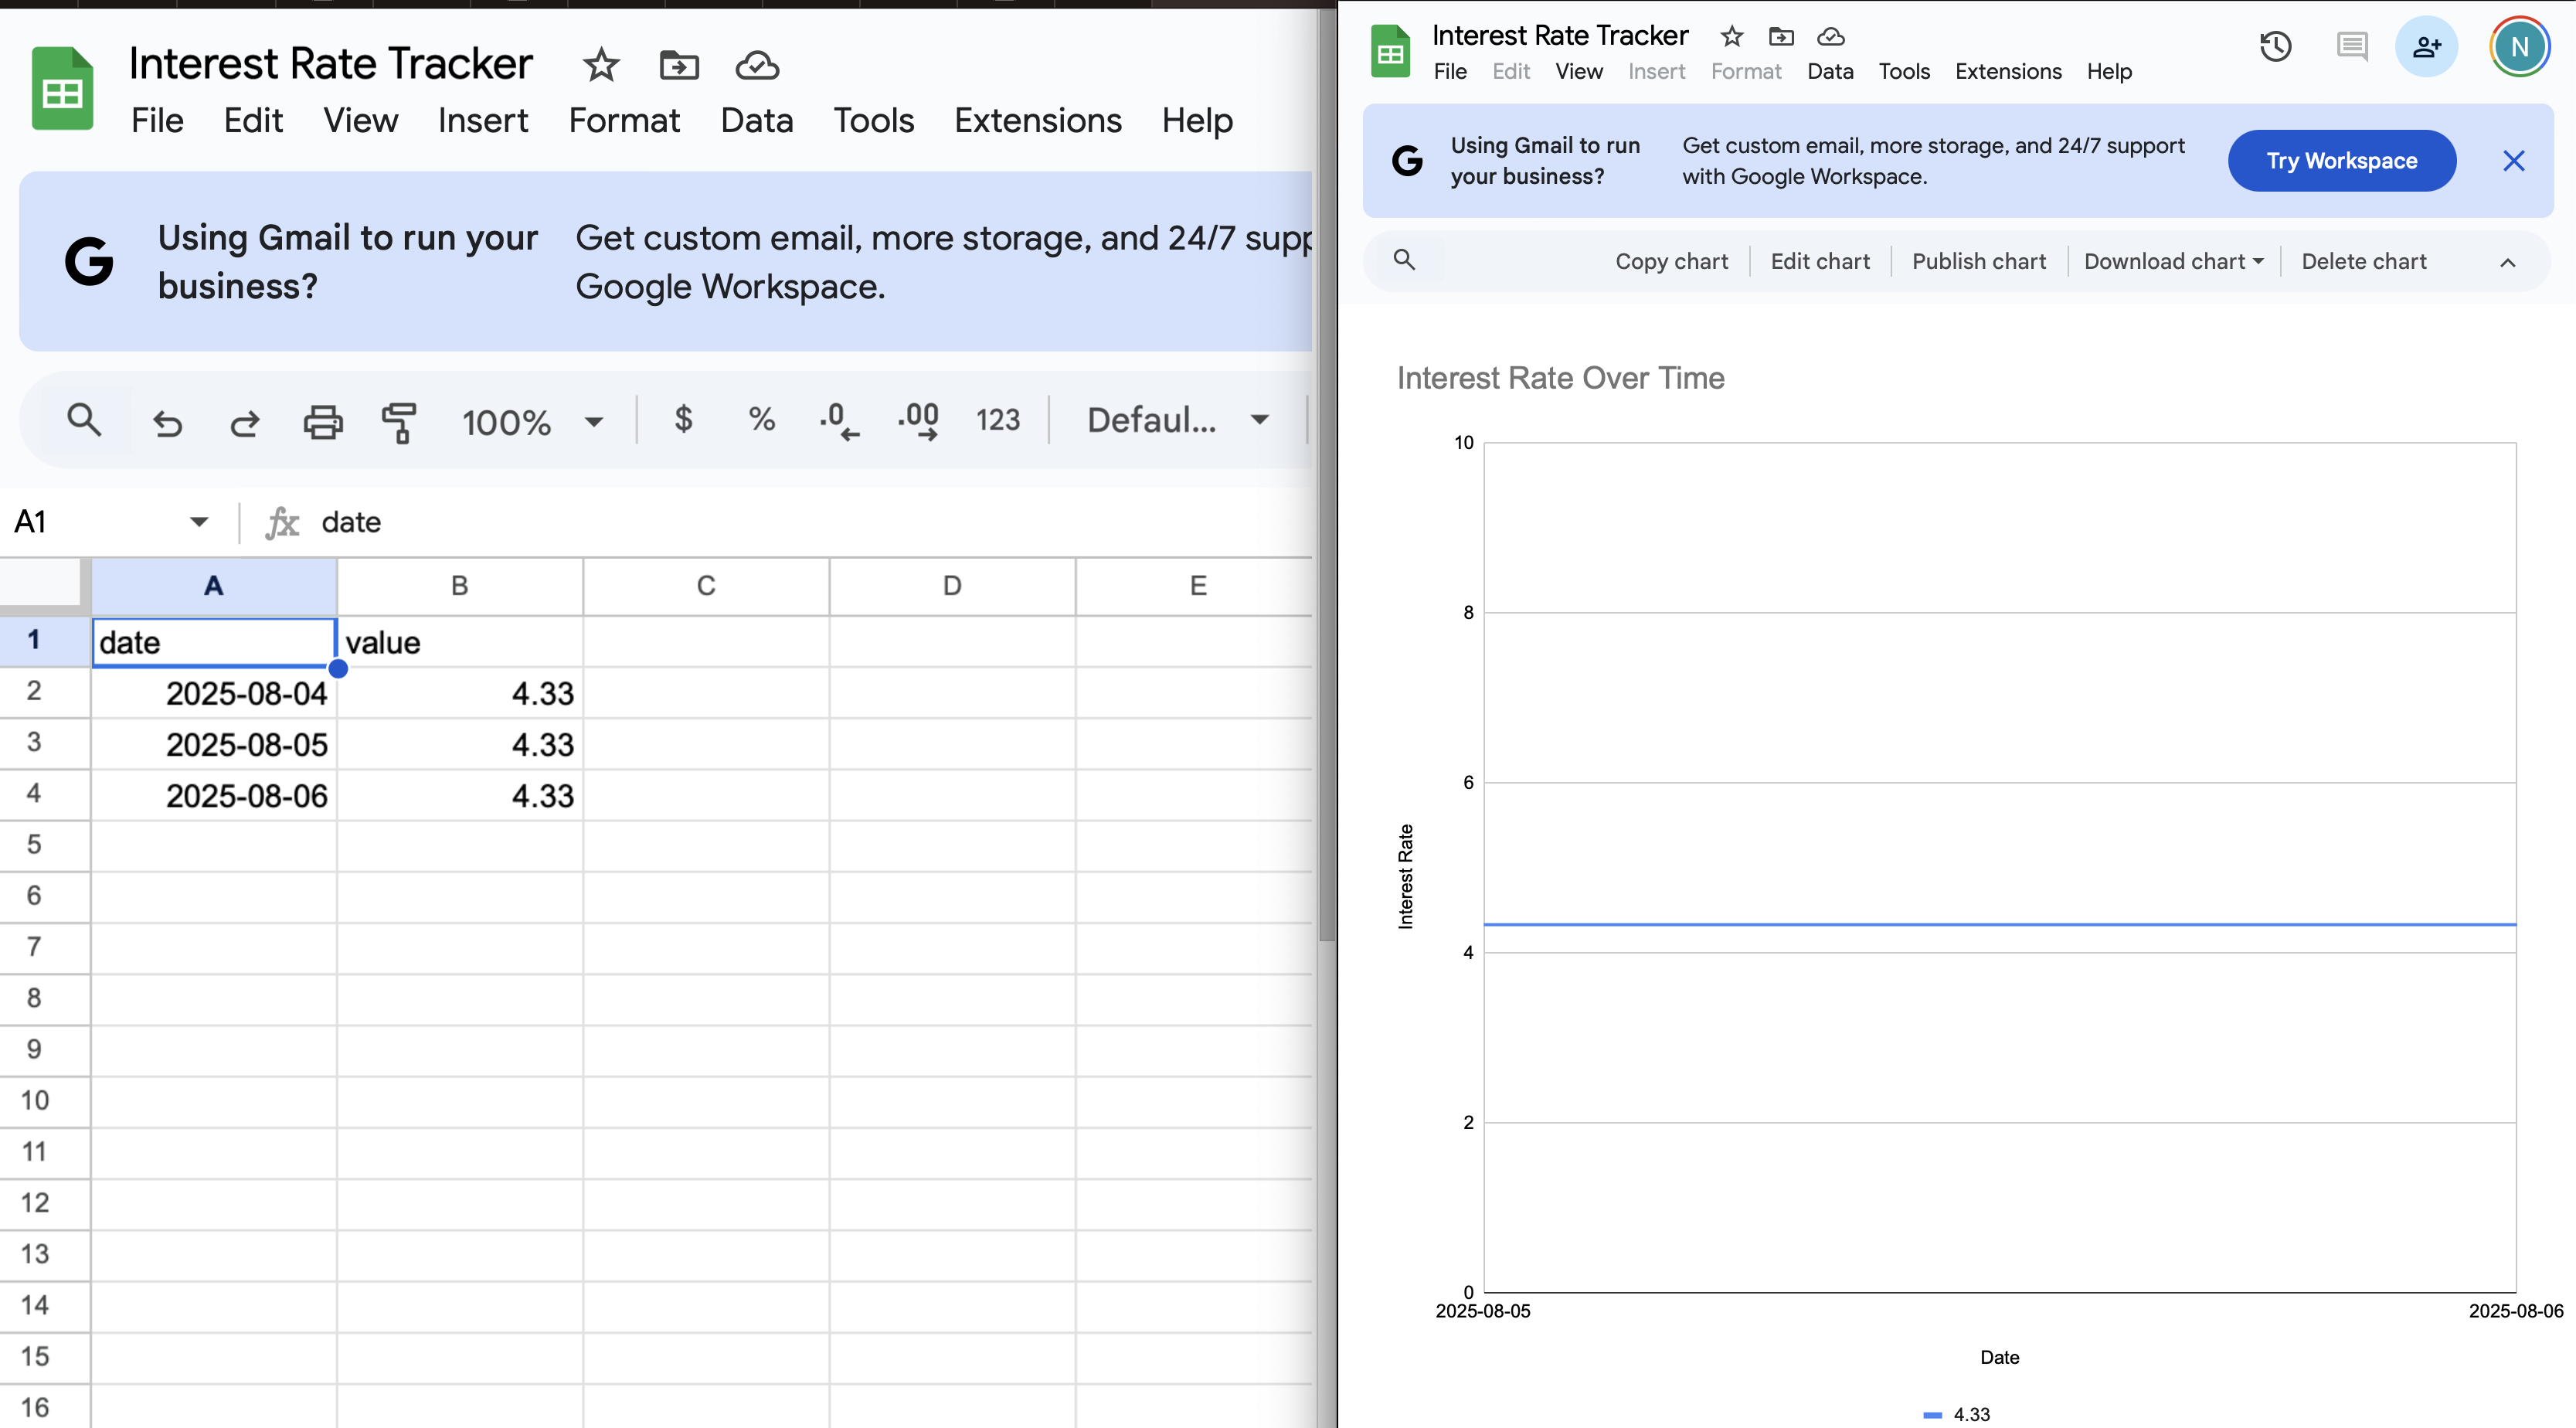 Interest Rate Tracker
File Edit View Insert Format Data Tools Extensions Help
G
Using Gmail to run your
business?
Get custom email, more storage, and 24/7 supp
Google Workspace.
100% $ % .0 .00 123 Defaul...
A1 fx date
A B C D E
1 date value
2 2025-08-04 4.33
3 2025-08-05 4.33
4 2025-08-06 4.33
5
6
7
8
9
10
11
12
13
14
15
16
Interest Rate Tracker
N
File Edit View Insert Format Data Tools Extensions Help
G
Using Gmail to run
your business?
Get custom email, more storage, and 24/7 support
with Google Workspace.
Try Workspace
Copy chart Edit chart Publish chart Download chart Delete chart
Interest Rate Over Time
10
8
6
4
2
0
Interest Rate
2025-08-05 2025-08-06
Date
4.33